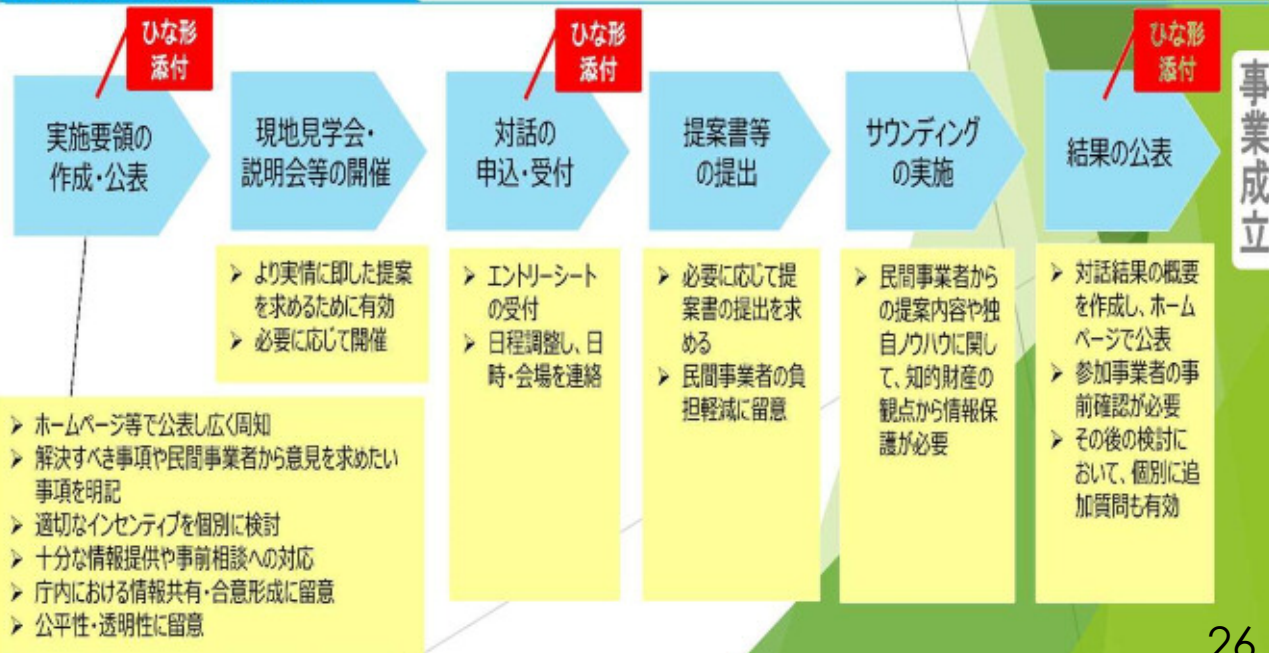 ひな形
添付
ひな形
添付
ひな形
添付
実施要領の
作成・公表
現地見学会・
説明会等の開催
対話の
申込・受付
提案書等
の提出
サウンディング
の実施
結果の公表
事業成立
➢ ホームページ等で公表し広く周知
➢ 解決すべき事項や民間事業者から意見を求めたい
事項を明記
➢ 適切なインセンティブを個別に検討
➢ 十分な情報提供や事前相談への対応
➢ 庁内における情報共有・合意形成に留意
➢ 公平性・透明性に留意
➢ より実情に即した提案
を求めるために有効
➢ 必要に応じて開催
➢ エントリーシート
の受付
➢ 日程調整し、日
時・会場を連絡
➢ 必要に応じて提
案書の提出を求
める
➢ 民間事業者の負
担軽減に留意
➢ 民間事業者から
の提案内容や独
自ノウハウに関し
て、知的財産の
観点から情報保
護が必要
➢ 対話結果の概要
を作成し、ホーム
ページで公表
➢ 参加事業者の事
前確認が必要
➢ その後の検討に
おいて、個別に追
加質問も有効
26